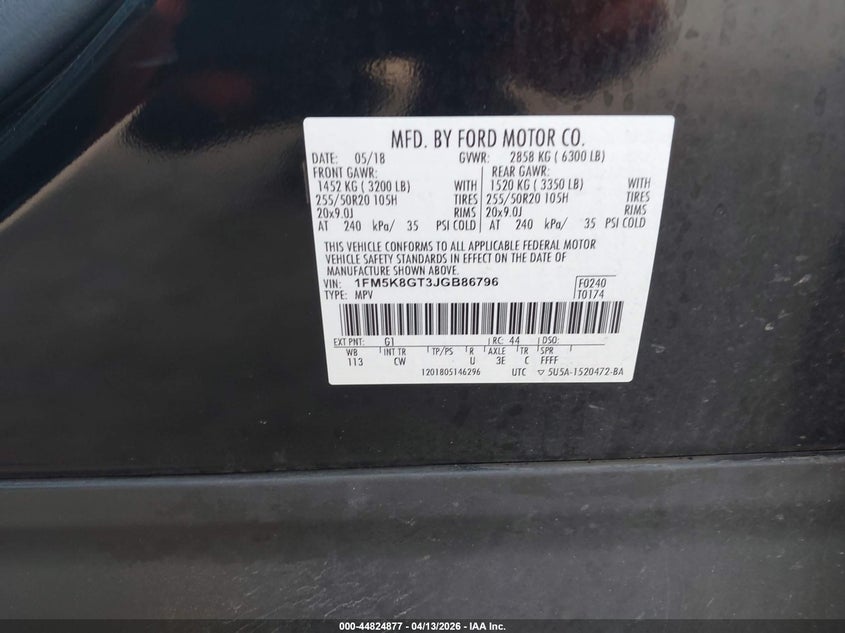 MFD. BY FORD MOTOR CO.
DATE: 05/18 GVWR: 2858 KG ( 6300 LB)
FRONT GAWR: REAR GAWR:
1452 KG ( 3200 LB) WITH 1520 KG ( 3350 LB) WITH
255/50R20 105H TIRES 255/50R20 105H TIRES
20x9.0J RIMS 20x9.0J RIMS
AT 240 kPa/ 35 PSI COLD AT 240 kPa/ 35 PSI COLD
THIS VEHICLE CONFORMS TO ALL APPLICABLE FEDERAL MOTOR
VEHICLE SAFETY STANDARDS IN EFFECT ON THE DATE OF
MANUFACTURE SHOWN ABOVE.
VIN: 1FM5K8GT3JGB86796 F0240
TYPE: MPV T0174
EXT PNT: G1 RC: 44 DSO:
WB INT TR TP/PS R AXLE TR SPR
113 CW U 3E C FFFF
1201805146296 UTC ▽ 5U5A-1520472-BA
000-44824877 - 04/13/2026 - IAA Inc.